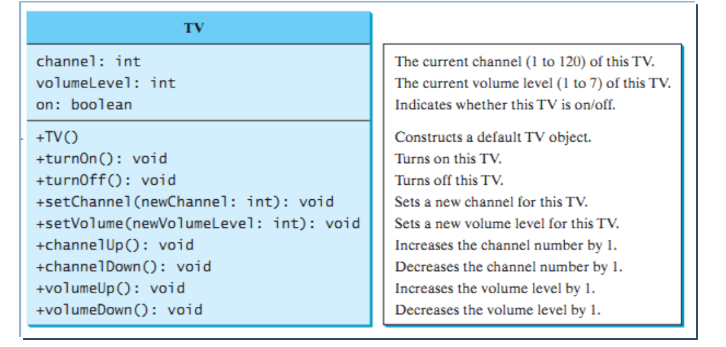 TV
channel: int
volumeLevel: int
on: boolean
+TV()
+turnOn(): void
+turnOff(): void
+setChannel(newChannel: int): void
+setVolume(newVolumeLevel: int): void
+channelUp(): void
+channelDown(): void
+volumeUp(): void
+volumeDown(): void
The current channel (1 to 120) of this TV.
The current volume level (1 to 7) of this TV.
Indicates whether this TV is on/off.
Constructs a default TV object.
Turns on this TV.
Turns off this TV.
Sets a new channel for this TV.
Sets a new volume level for this TV.
Increases the channel number by 1.
Decreases the channel number by 1.
Increases the volume level by 1.
Decreases the volume level by 1.